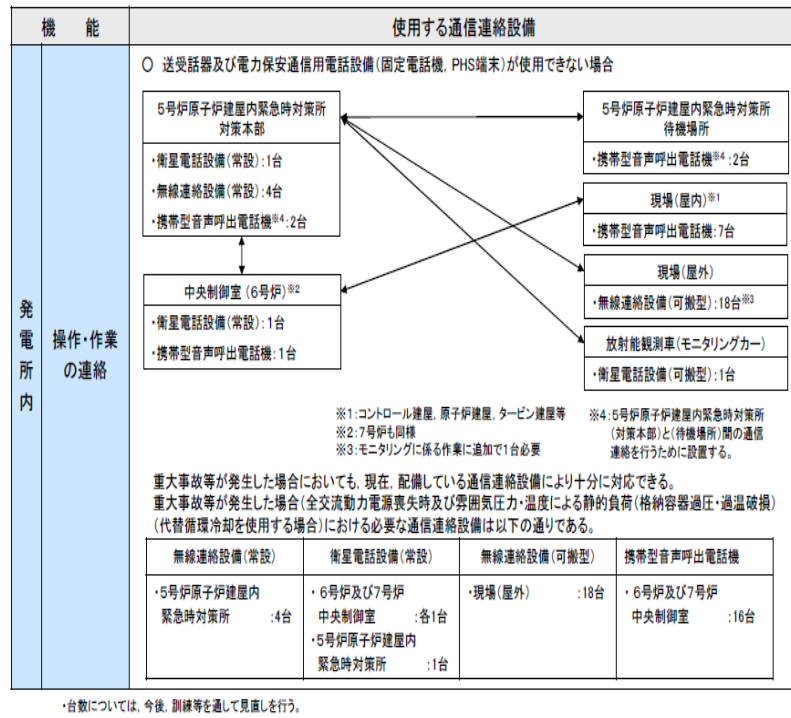 機　能
使用する通信連絡設備
発電所内
操作・作業
の連絡
○ 送受話器及び電力保安通信用電話設備(固定電話機, PHS端末)が使用できない場合
5号炉原子炉建屋内緊急時対策所
対策本部
・衛星電話設備(常設):1台
・無線連絡設備(常設):4台
・携帯型音声呼出電話機※4:2台
中央制御室(6号炉)※2
・衛星電話設備(常設):1台
・携帯型音声呼出電話機:1台
5号炉原子炉建屋内緊急時対策所
待機場所
・携帯型音声呼出電話機※4:2台
現場(屋内)※1
・携帯型音声呼出電話機:7台
現場(屋外)
・無線連絡設備(可搬型):18台※3
放射能観測車(モニタリングカー)
・衛星電話設備(可搬型):1台
※1:コントロール建屋, 原子炉建屋, タービン建屋等
※2:7号炉も同様
※3:モニタリングに係る作業に追加で1台必要
※4:5号炉原子炉建屋内緊急時対策所
(対策本部)と(待機場所)間の通信
連絡を行うために設置する。
重大事故等が発生した場合においても, 現在, 配備している通信連絡設備により十分に対応できる。
重大事故等が発生した場合(全交流動力電源喪失時及び雰囲気圧力・温度による静的負荷(格納容器過圧・過温破損)
(代替循環冷却を使用する場合)における必要な通信連絡設備は以下の通りである。
無線連絡設備(常設)
・5号炉原子炉建屋内
緊急時対策所 :4台
衛星電話設備(常設)
・6号炉及び7号炉
中央制御室 :各1台
・5号炉原子炉建屋内
緊急時対策所 :1台
無線連絡設備(可搬型)
・現場(屋外) :18台
携帯型音声呼出電話機
・6号炉及び7号炉
中央制御室 :16台
・台数については, 今後, 訓練等を通して見直しを行う。